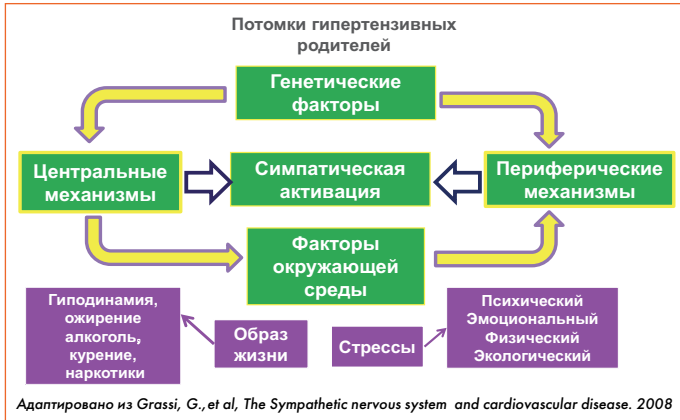 Потомки гипертензивных
родителей
Генетические
факторы
Центральные
механизмы
Симпатическая
активация
Периферические
механизмы
Факторы
окружающей
среды
Гиподинамия,
ожирение
алкоголь,
курение,
наркотики
Образ
жизни
Стрессы
Психический
Эмоциональный
Физический
Экологический
Адаптировано из Grassi, G.,et al, The Sympathetic nervous system and cardiovascular disease. 2008